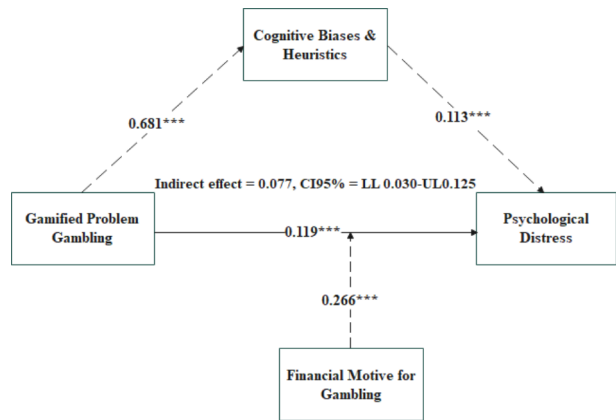 Cognitive Biases &
Heuristics
0.681***
0.113***
Indirect effect = 0.077, CI95% = LL 0.030-UL0.125
Gamified Problem
Gambling
Psychological
Distress
0.119***
0.266***
Financial Motive for
Gambling